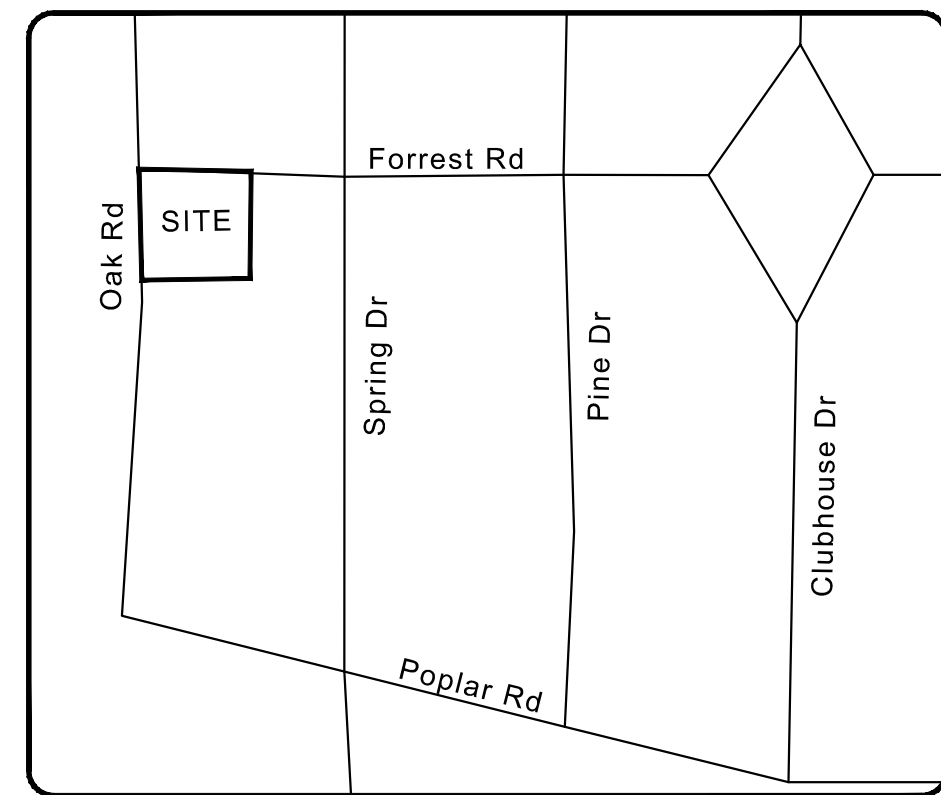 Forrest Rd
SITE
Oak Rd
Spring Dr
Pine Dr
Clubhouse Dr
Poplar Rd